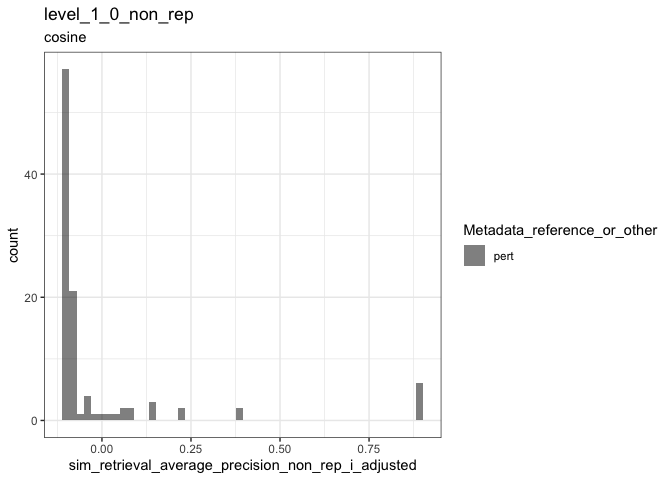 level_1_0_non_rep
cosine
count
40
20
0
0.00 0.25 0.50 0.75
sim_retrieval_average_precision_non_rep_i_adjusted
Metadata_reference_or_other
pert